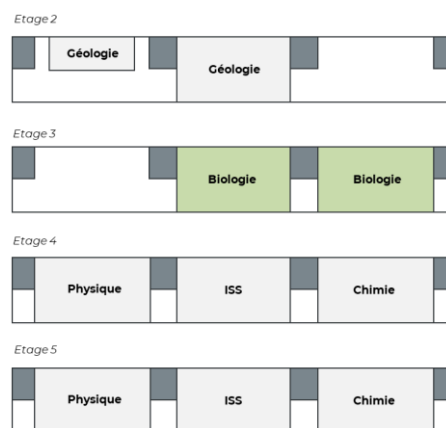 Etage 2
Géologie
Géologie
Etage 3
Biologie Biologie
Etage 4
Physique ISS Chimie
Etage 5
Physique ISS Chimie